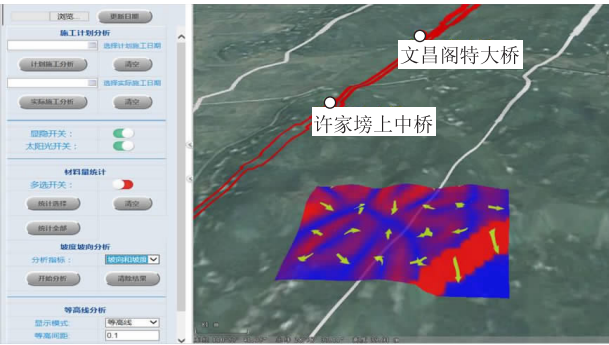 浏览...
更新日期
施工计划分析
选择计划施工日期
计划施工分析
清空
选择实际施工日期
实际施工分析
清空
显隐开关：
太阳光开关：
材料量统计
多选开关：
统计选择
清空
统计全部
坡度坡向分析
分析指标：
坡向和坡度
开始分析
清除结果
等高线分析
显示模式
等高线
等高间距
0.1
文昌阁特大桥
许家塝上中桥